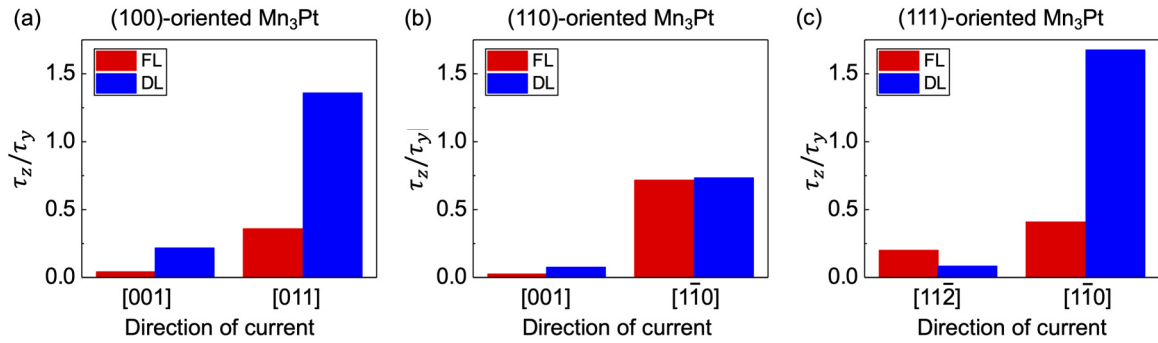 (a) (100)-oriented Mn₃Pt
FL
DL
τz/τy
1.5
1.0
0.5
0.0
[001] [011]
Direction of current
(b) (110)-oriented Mn₃Pt
FL
DL
τz/τy
1.5
1.0
0.5
0.0
[001] [11̄0]
Direction of current
(c) (111)-oriented Mn₃Pt
FL
DL
τz/τy
1.5
1.0
0.5
0.0
[112̄] [11̄0]
Direction of current